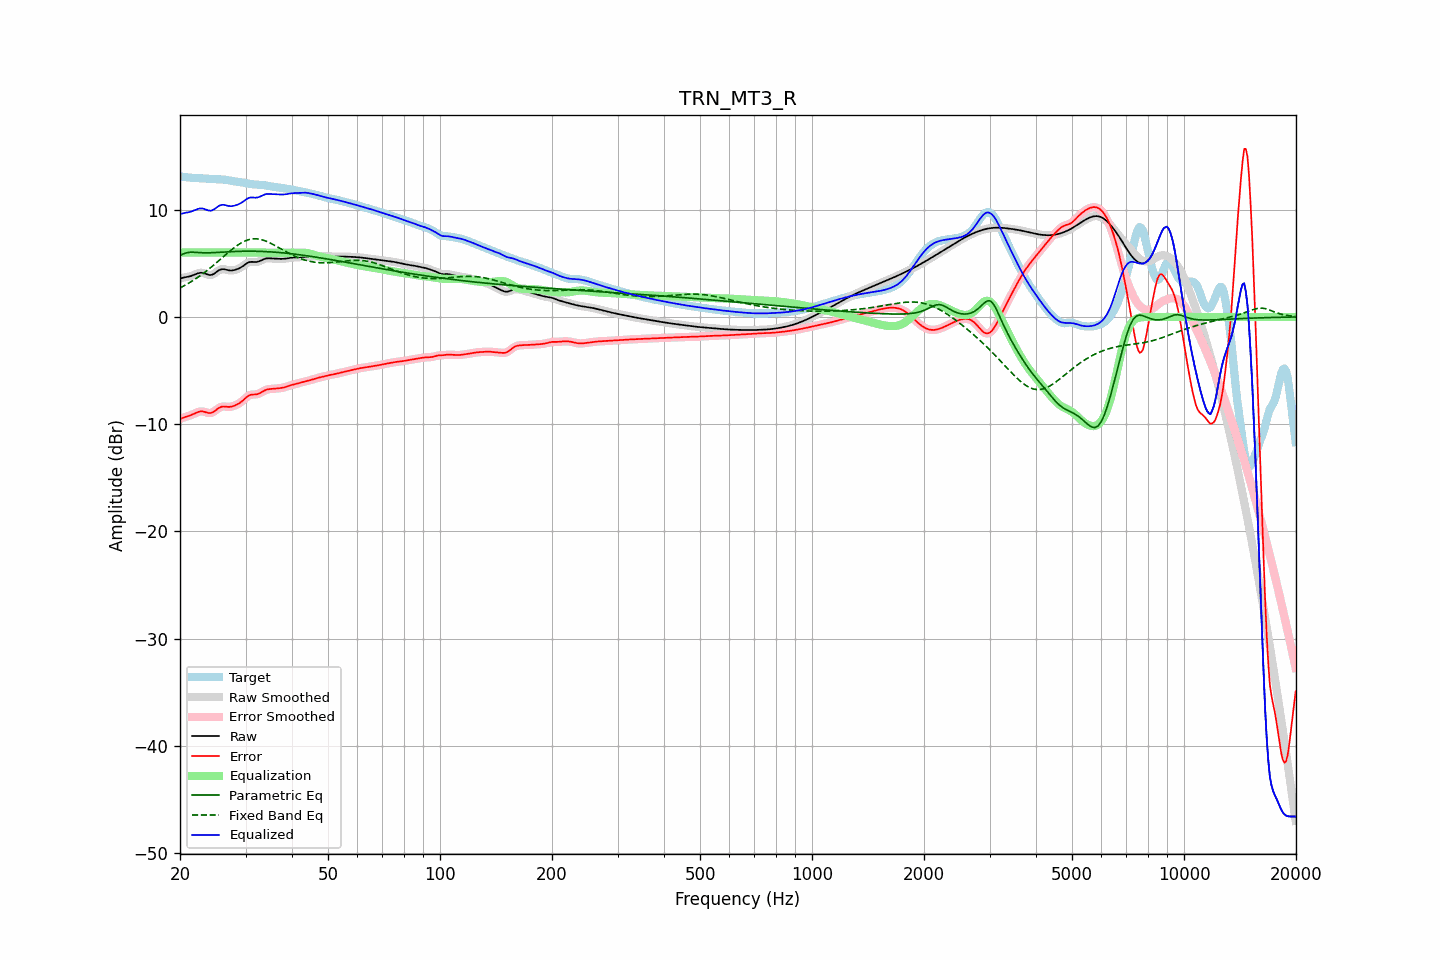 TRN_MT3_R
Amplitude (dBr)
10
0
−10
−20
−30
−40
−50
Target
Raw Smoothed
Error Smoothed
Raw
Error
Equalization
Parametric Eq
Fixed Band Eq
Equalized
20 50 100 200 500 1000 2000 5000 10000 20000
Frequency (Hz)